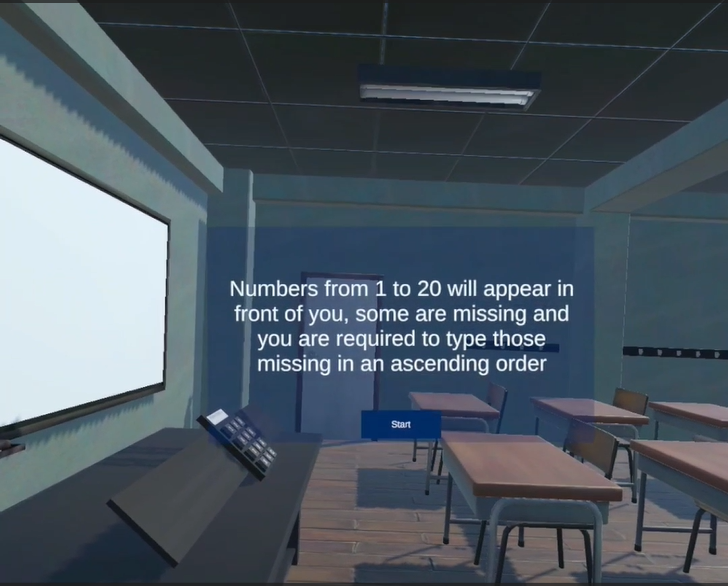 Numbers from 1 to 20 will appear in
front of you, some are missing and
you are required to type those
missing in an ascending order
Start